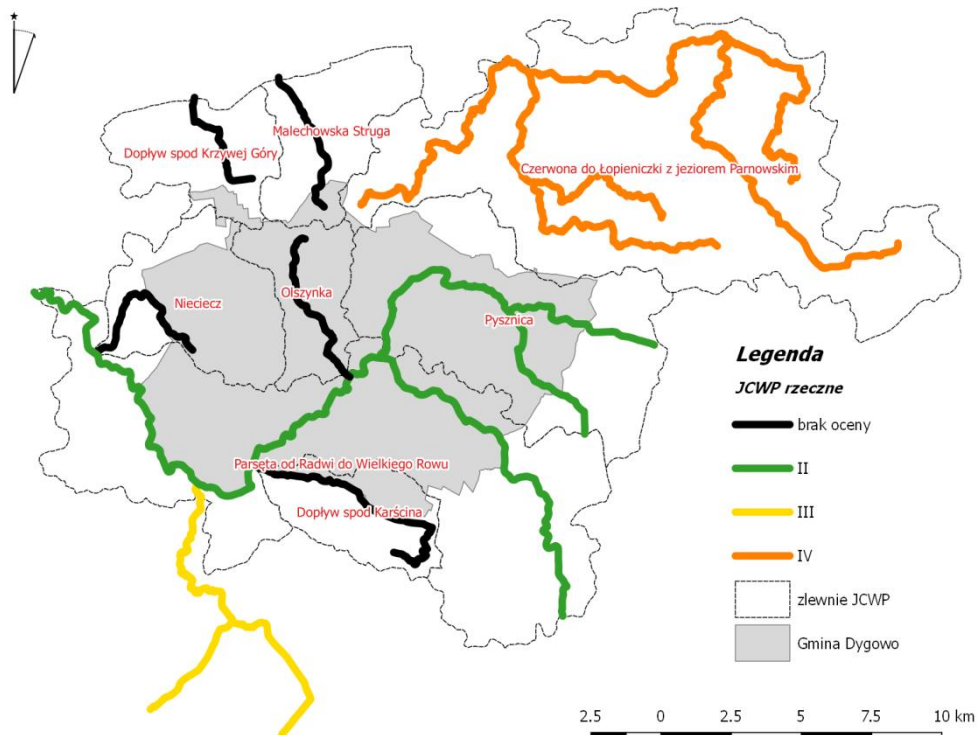 Malechowska Struga
Dopływ spod Krzywej Góry
Czerwona do Łopieniczki z jeziorem Parnowskim
Olszynka
Nieciecz
Pysznica
Parsęta od Radwi do Wielkiego Rowu
Dopływ spod Karścina
Legenda
JCWP rzeczne
brak oceny
II
III
IV
zlewnie JCWP
Gmina Dygowo
2.5 0 2.5 5 7.5 10 km